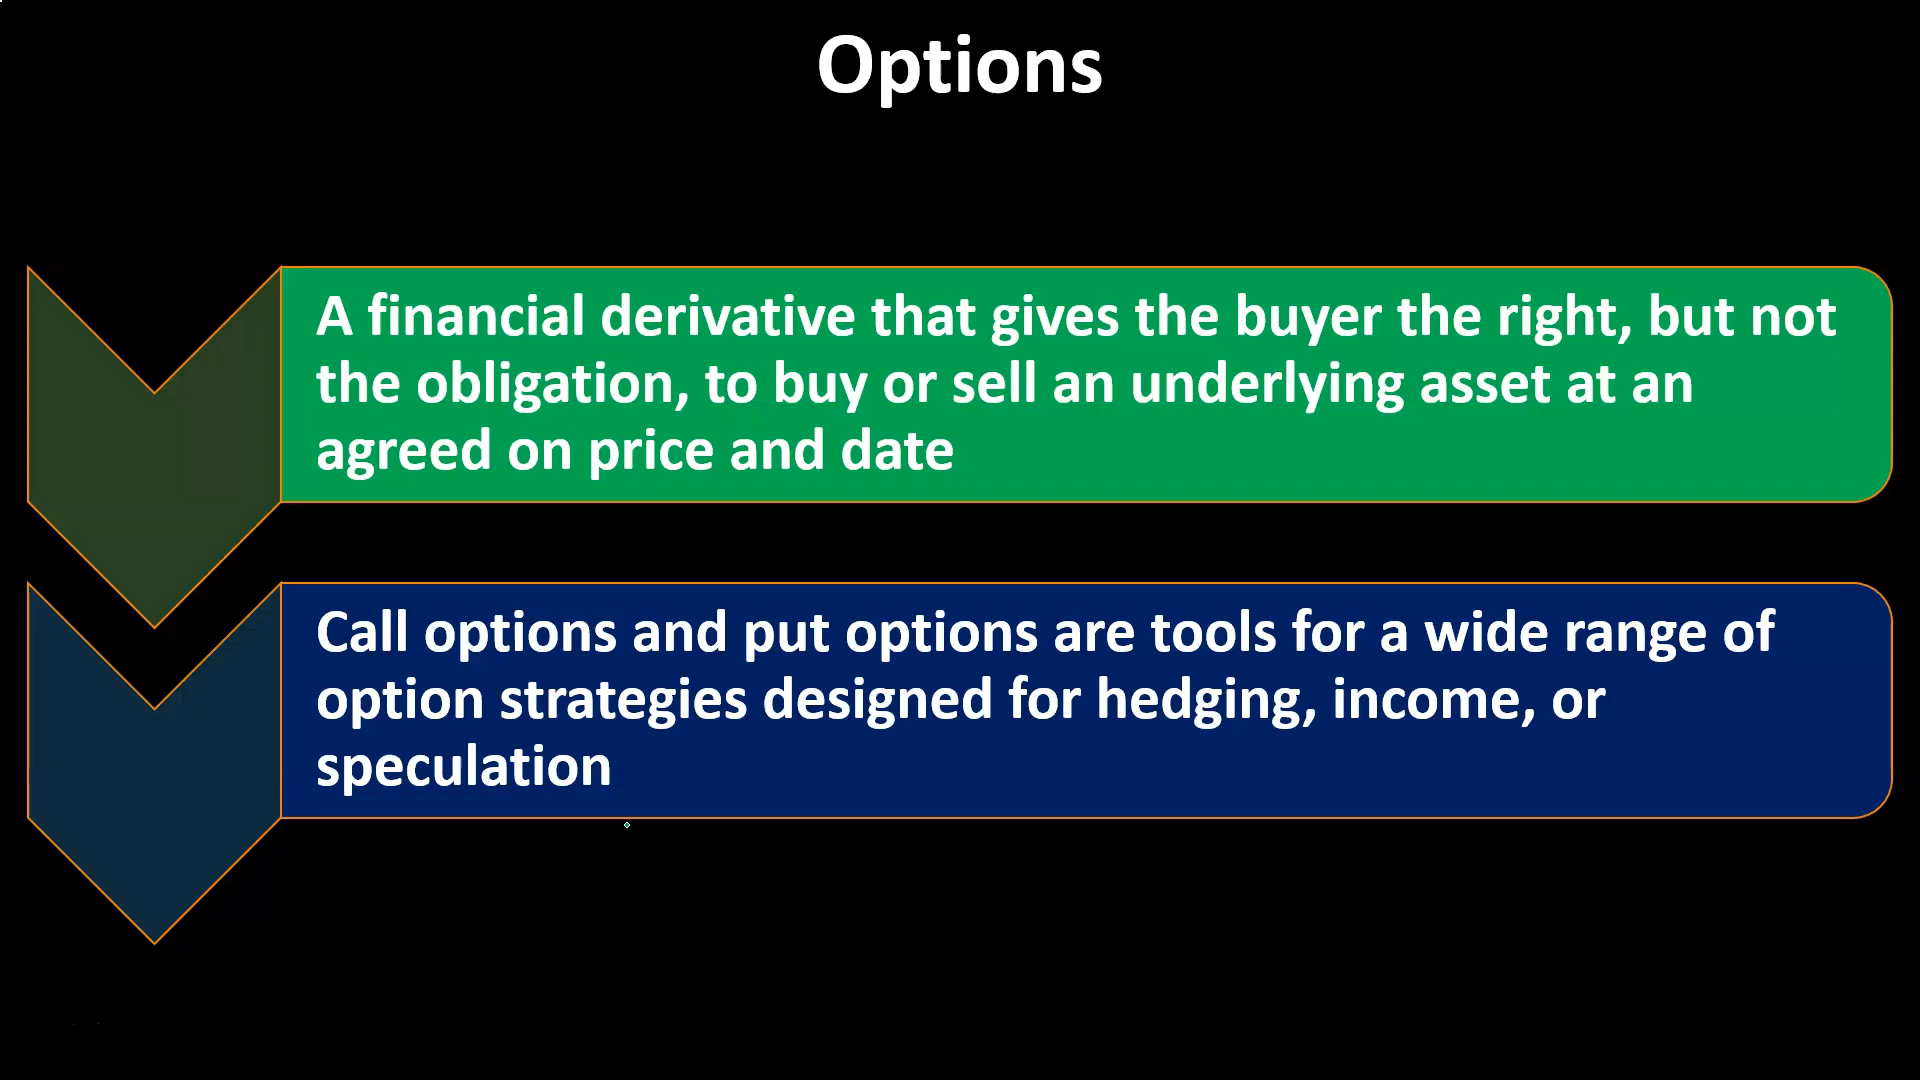 Options
A financial derivative that gives the buyer the right, but not
the obligation, to buy or sell an underlying asset at an
agreed on price and date
Call options and put options are tools for a wide range of
option strategies designed for hedging, income, or
speculation